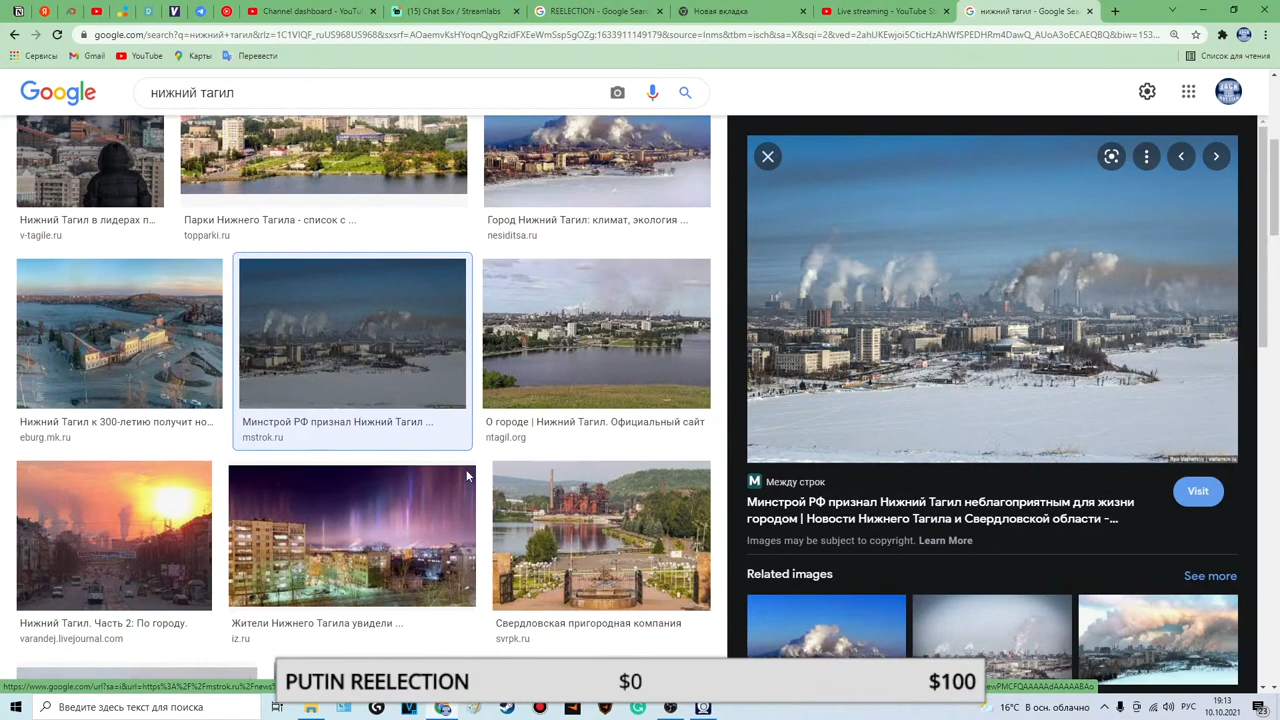 Канал domain dashboard - YouTu
(15) Chat Box / Streamlabs
REELECTION - Google Search
Новая вкладка
Live streaming - YouTube St
нижний тагил - Google Sear
Сервисы
Gmail
YouTube
Карты
Перевести
Список для чтения
Google
нижний тагил
Нижний Тагил в лидерах п...
v-tagile.ru
Парки Нижнего Тагила - список с ...
topparki.ru
Город Нижний Тагил: климат, экология ...
nesiditsa.ru
Нижний Тагил к 300-летию получит но...
eburg.mk.ru
Минстрой РФ признал Нижний Тагил ...
mstrok.ru
О городе | Нижний Тагил. Официальный сайт
ntagil.org
Нижний Тагил. Часть 2: По городу.
varandej.livejournal.com
Жители Нижнего Тагила увидели ...
iz.ru
Свердловская пригородная компания
svrpk.ru
M Между строк
Минстрой РФ признал Нижний Тагил неблагоприятным для жизни
городом | Новости Нижнего Тагила и Свердловской области -...
Visit
Images may be subject to copyright. Learn More
Related images
See more
PUTIN REELECTION $0 $100
Введите здесь текст для поиска
16°C В осн. облачно
РУС
19:13
10.10.2021